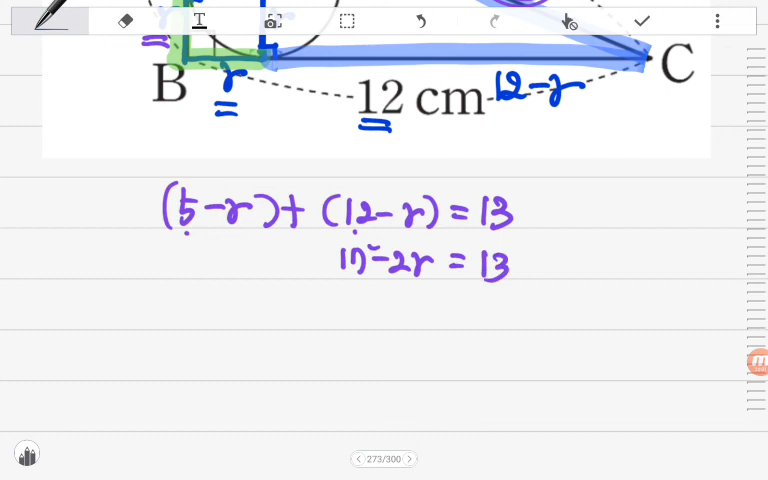 T
r
B
r
12 cm
12-r
C
(5-r)+(12-r)=13
17-2r=13
273/300